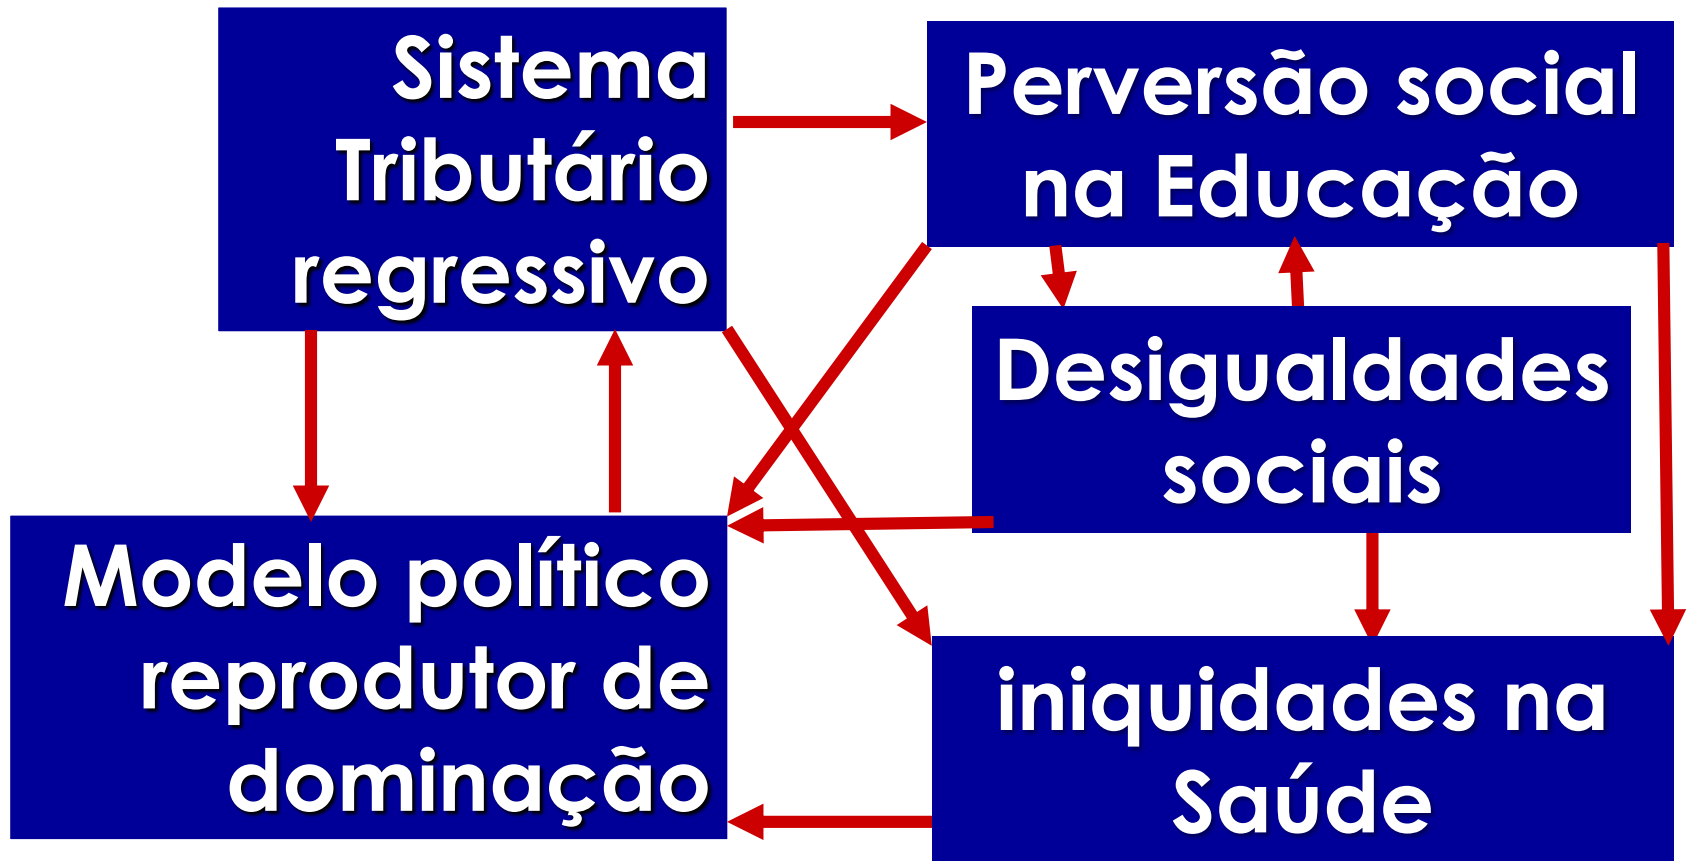 Sistema
Tributário
regressivo
Perversão social
na Educação
Desigualdades
sociais
Modelo político
reprodutor de
dominação
iniquidades na
Saúde